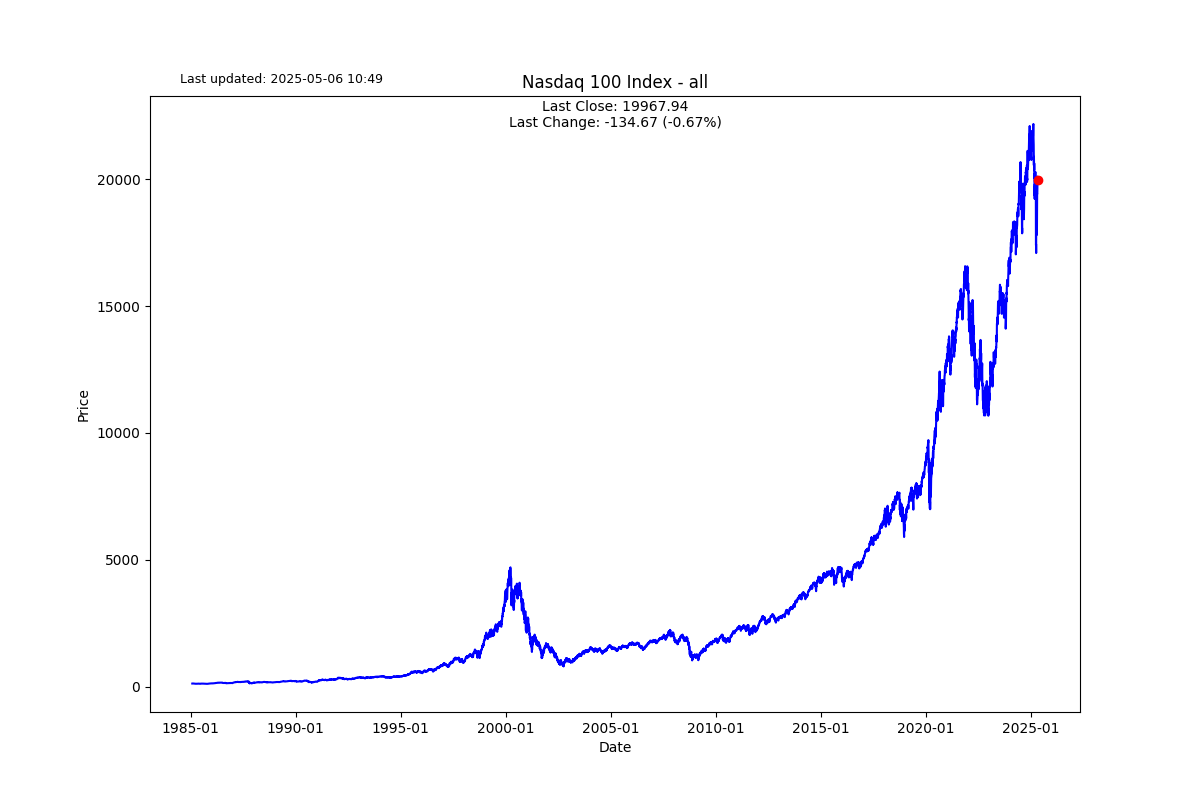 Last updated: 2025-05-06 10:49
Nasdaq 100 Index - all
Last Close: 19967.94
Last Change: -134.67 (-0.67%)
20000
15000
10000
5000
0
Price
1985-01 1990-01 1995-01 2000-01 2005-01 2010-01 2015-01 2020-01 2025-01
Date